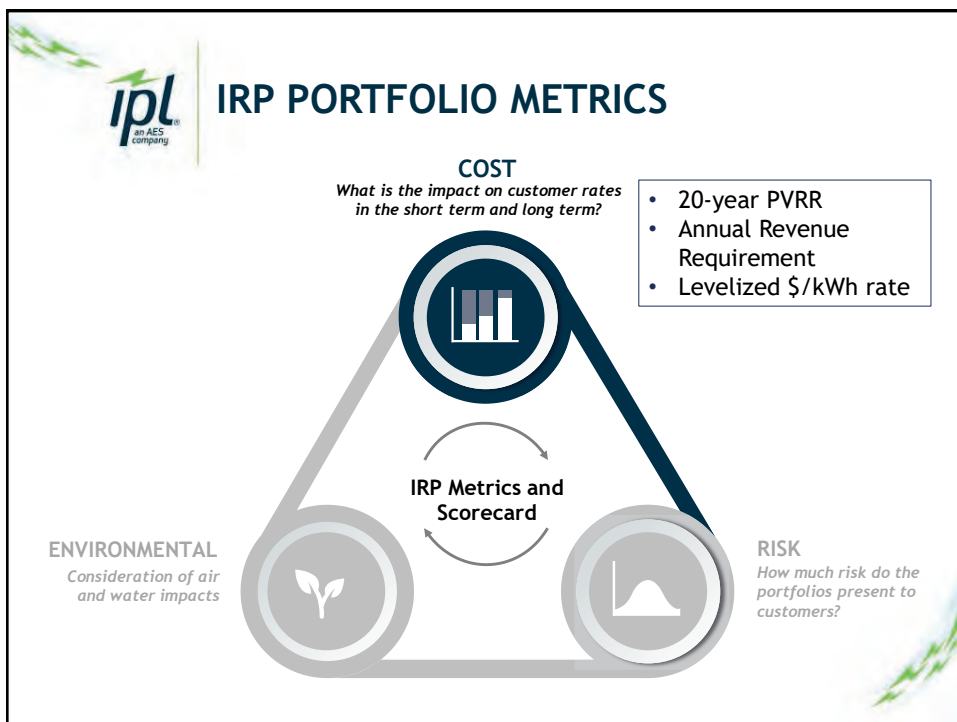 ipl®
an AES
company
IRP PORTFOLIO METRICS
COST
What is the impact on customer rates
in the short term and long term?
• 20-year PVRR
• Annual Revenue
Requirement
• Levelized $/kWh rate
IRP Metrics and
Scorecard
ENVIRONMENTAL
Consideration of air
and water impacts
RISK
How much risk do the
portfolios present to
customers?